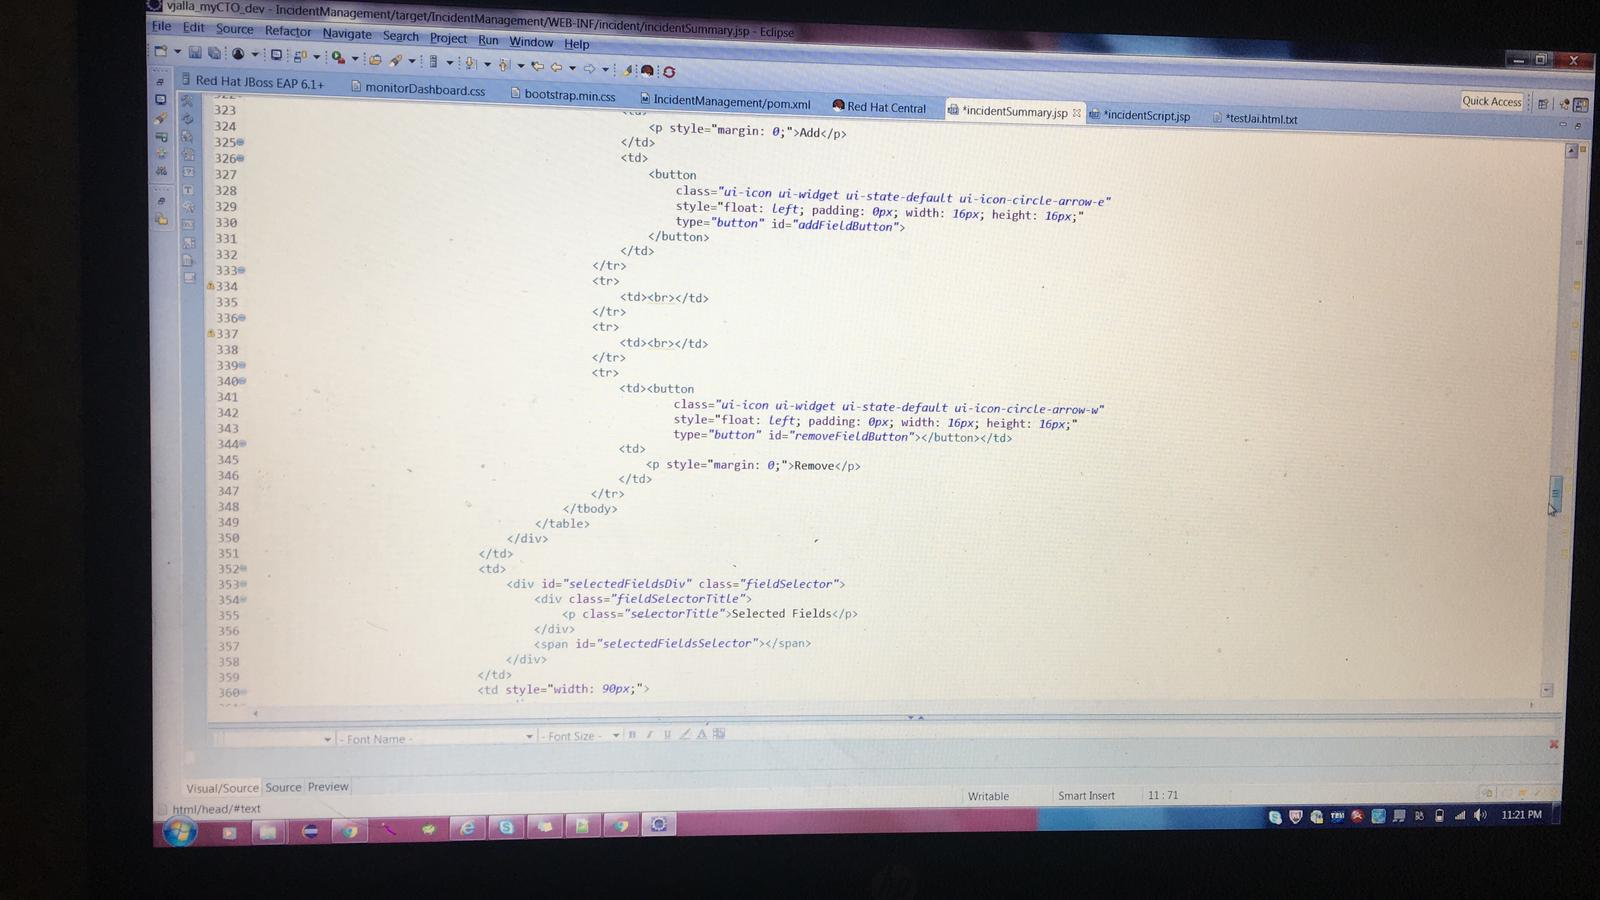 vjalla_myCTO_dev - IncidentManagement/target/IncidentManagement/WEB-INF/incident/incidentSummary.jsp - Eclipse
File Edit Source Refactor Navigate Search Project Run Window Help
Quick Access
Red Hat JBoss EAP 6.1+ monitorDashboard.css bootstrap.min.css IncidentManagement/pom.xml Red Hat Central *incidentSummary.jsp *incidentScript.jsp *testJai.html.txt
323
324 <p style="margin: 0;">Add</p>
325 </td>
326 <td>
327 <button
328 class="ui-icon ui-widget ui-state-default ui-icon-circle-arrow-e"
329 style="float: left; padding: 0px; width: 16px; height: 16px;"
330 type="button" id="addFieldButton">
331 </button>
332 </td>
333 </tr>
334 <tr>
335 <td><br></td>
336 </tr>
337 <tr>
338 <td><br></td>
339 </tr>
340 <tr>
341 <td><button
342 class="ui-icon ui-widget ui-state-default ui-icon-circle-arrow-w"
343 style="float: left; padding: 0px; width: 16px; height: 16px;"
344 type="button" id="removeFieldButton"></button></td>
345 <td>
346 <p style="margin: 0;">Remove</p>
347 </td>
348 </tr>
349 </tbody>
350 </table>
351 </div>
352 </td>
353 <td>
354 <div id="selectedFieldsDiv" class="fieldSelector">
355 <div class="fieldSelectorTitle">
356 <p class="selectorTitle">Selected Fields</p>
357 </div>
358 <span id="selectedFieldsSelector"></span>
359 </div>
360 </td>
<td style="width: 90px;">
- Font Name - - Font Size - B I U A
Visual/Source Source Preview
Writable Smart Insert 11 : 71
html/head/#text
11:21 PM
hp